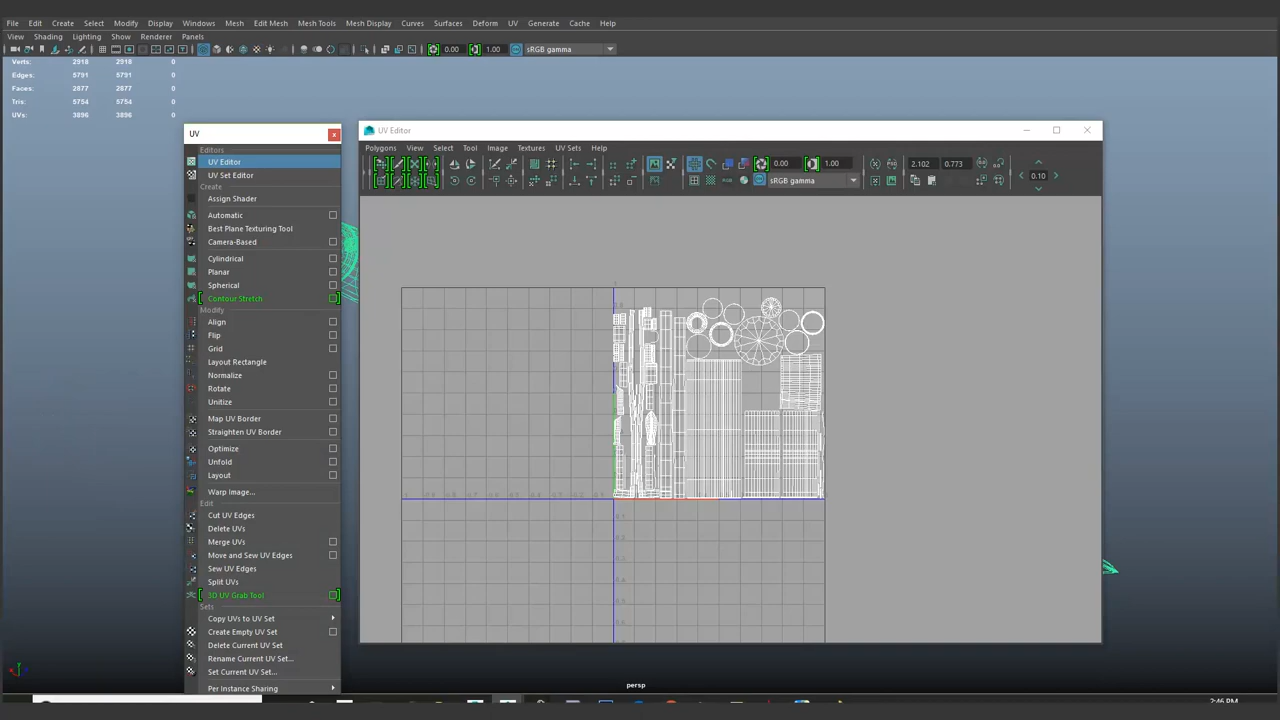 File Edit Create Select Modify Display Windows Mesh Edit Mesh Mesh Tools Mesh Display Curves Surfaces Deform UV Generate Cache Help
View Shading Lighting Show Renderer Panels
0.00 1.00 sRGB gamma
Verts: 2918 2918 0
Edges: 5791 5791 0
Faces: 2877 2877 0
Tris: 5754 5754 0
UVs: 3896 3896 0
UV
Editors
UV Editor
UV Set Editor
Create
Assign Shader
Automatic
Best Plane Texturing Tool
Camera-Based
Cylindrical
Planar
Spherical
Contour Stretch
Modify
Align
Flip
Grid
Layout Rectangle
Normalize
Rotate
Unitize
Map UV Border
Straighten UV Border
Optimize
Unfold
Layout
Warp Image...
Edit
Cut UV Edges
Delete UVs
Merge UVs
Move and Sew UV Edges
Sew UV Edges
Split UVs
3D UV Grab Tool
Sets
Copy UVs to UV Set
Create Empty UV Set
Delete Current UV Set
Rename Current UV Set...
Set Current UV Set...
Per Instance Sharing
UV Editor
Polygons View Select Tool Image Textures UV Sets Help
0.00 1.00 2.102 0.773
sRGB gamma 0.10
persp
2:46 PM